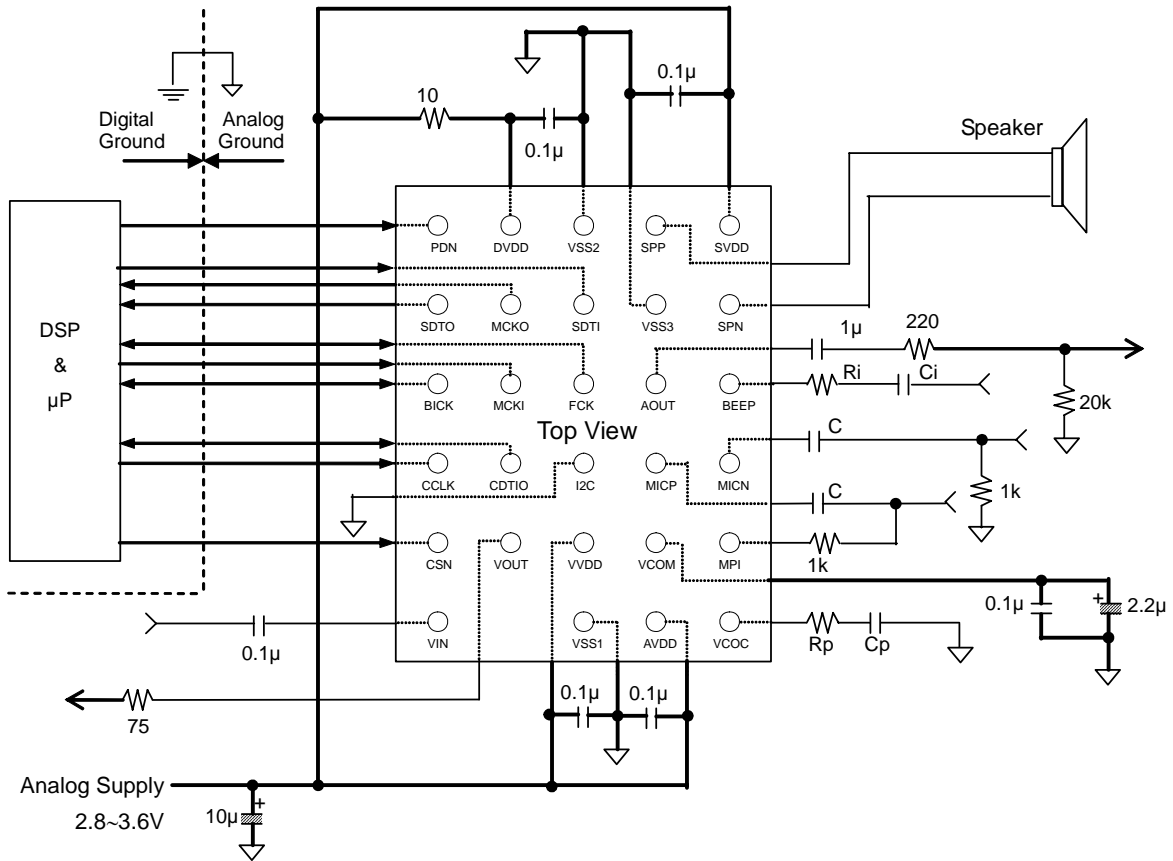 0.1µ
10
Digital
Ground
Analog
Ground
0.1µ
Speaker
PDN
DVDD
VSS2
SPP
SVDD
DSP
&
µP
SDTO
MCKO
SDTI
VSS3
SPN
1µ
220
Ri
Ci
20k
BICK
MCKI
FCK
AOUT
BEEP
Top View
C
CCLK
CDTIO
I2C
MICP
MICN
C
1k
1k
CSN
VOUT
VVDD
VCOM
MPI
0.1µ
2.2µ
+
VIN
VSS1
AVDD
VCOC
0.1µ
Rp
Cp
0.1µ
0.1µ
75
Analog Supply
2.8~3.6V
10µ
+